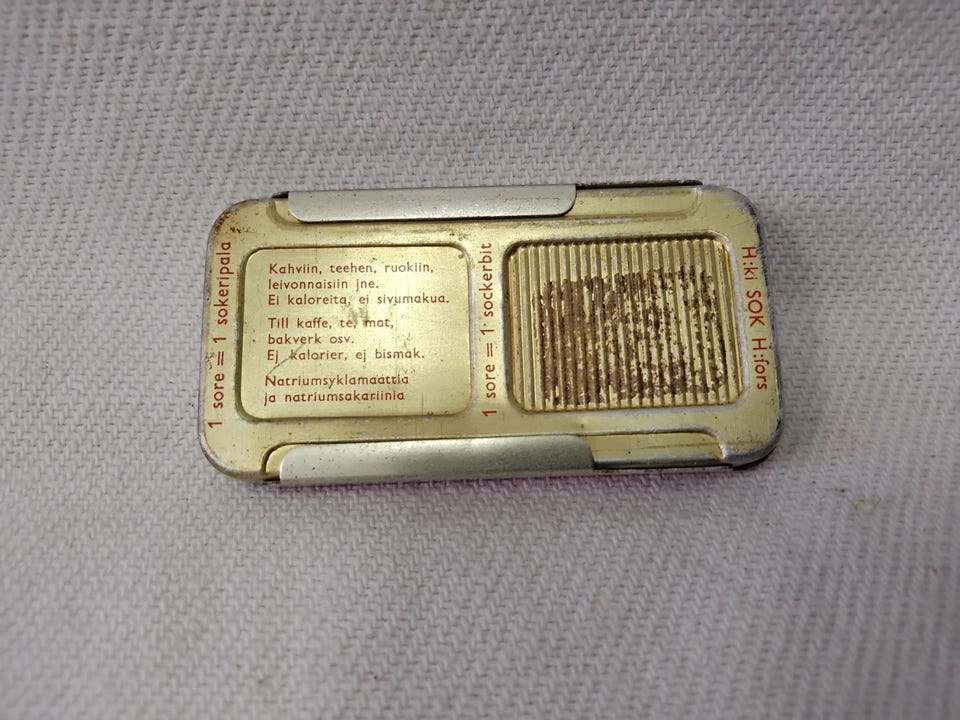 1 sore = 1 sokeripala
Kahviin, teehen, ruokiin,
leivonnaisiin jne.
Ei kaloreita, ei sivumakua.
Till kaffe, te, mat,
bakverk osv.
Ej kalorier, ej bismak.
Natriumsyklamaattia
ja natriumsakariinia
1 sore = 1 sockerbit
H:ki SOK H:fors